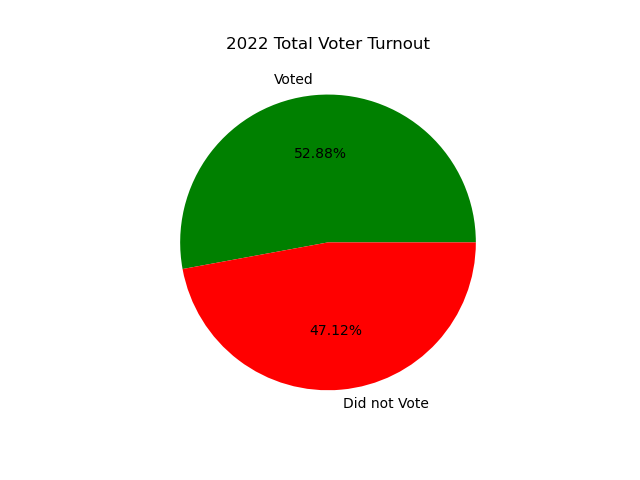 2022 Total Voter Turnout
Voted
52.88%
47.12%
Did not Vote